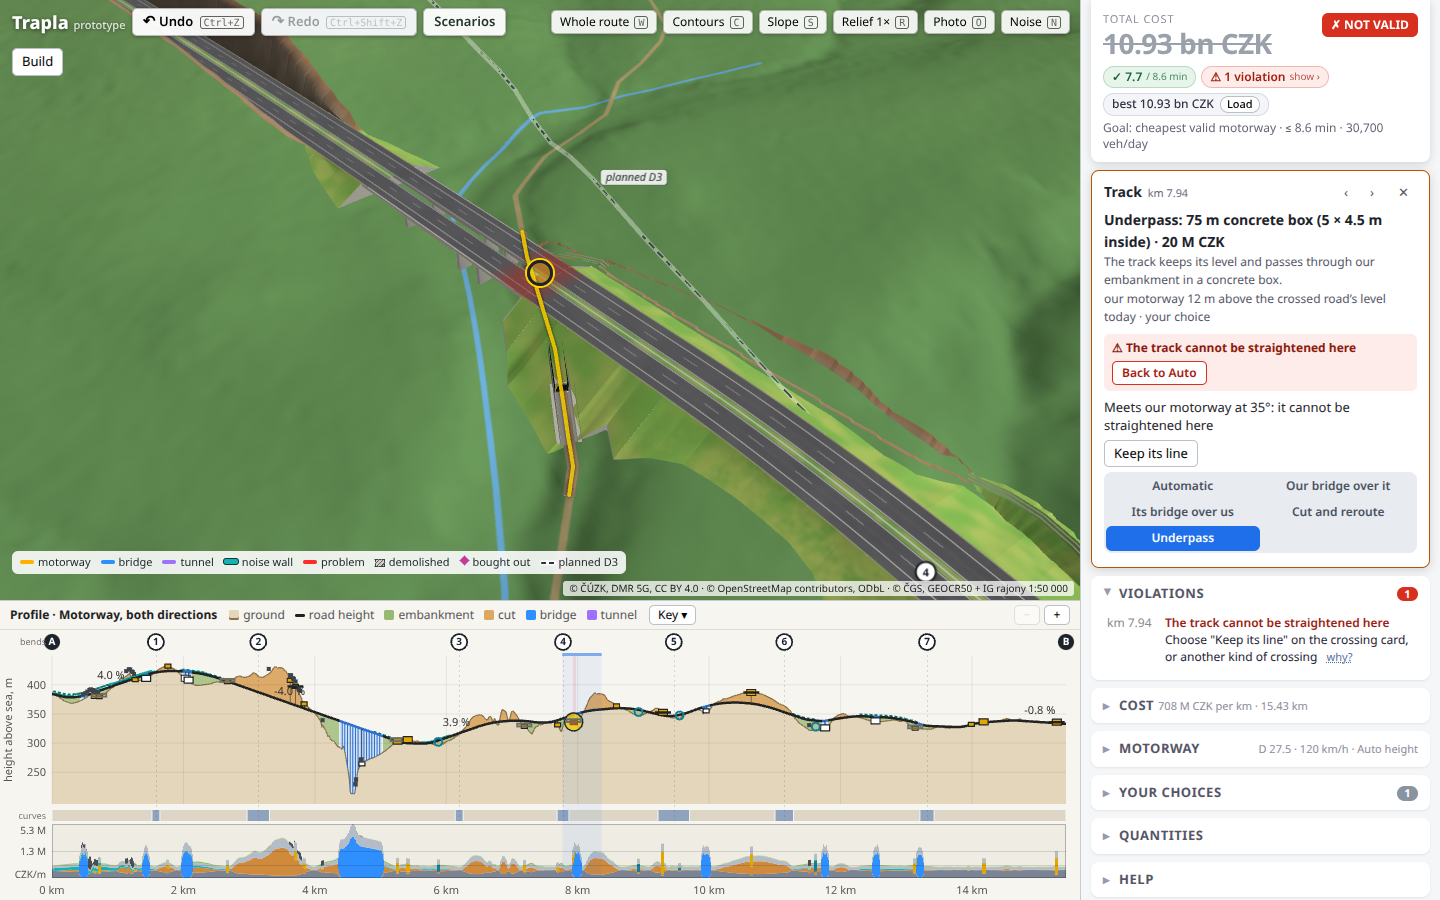 Trapla prototype
↶ Undo Ctrl+Z
↷ Redo Ctrl+Shift+Z
Scenarios
Whole route W
Contours C
Slope S
Relief 1× R
Photo O
Noise N
Build
planned D3
4
motorway
bridge
tunnel
noise wall
problem
demolished
bought out
planned D3
© ČÚZK, DMR 5G, CC BY 4.0 · © OpenStreetMap contributors, ODbL · © ČGS, GEOCR50 + IG rajony 1:50 000
TOTAL COST
10.93 bn CZK
✗ NOT VALID
✓ 7.7 / 8.6 min
⚠ 1 violation show ›
best 10.93 bn CZK Load
Goal: cheapest valid motorway · ≤ 8.6 min · 30,700
veh/day
Track km 7.94 ‹ › ✕
Underpass: 75 m concrete box (5 × 4.5 m
inside) · 20 M CZK
The track keeps its level and passes through our
embankment in a concrete box.
our motorway 12 m above the crossed road's level
today · your choice
⚠ The track cannot be straightened here
Back to Auto
Meets our motorway at 35°: it cannot be
straightened here
Keep its line
Automatic
Our bridge over it
Its bridge over us
Cut and reroute
Underpass
▼ VIOLATIONS 1
km 7.94 The track cannot be straightened here
Choose "Keep its line" on the crossing card,
or another kind of crossing why?
▶ COST 708 M CZK per km · 15,43 km
▶ MOTORWAY D 27.5 · 120 km/h · Auto height
▶ YOUR CHOICES 1
▶ QUANTITIES
▶ HELP
Profile · Motorway, both directions
ground
road height
embankment
cut
bridge
tunnel
Key ▾
− +
bends A 1 2 3 4 5 6 7 B
height above sea, m
400
350
300
250
4.0 %
-4.0 %
3.9 %
-0.8 %
curves
5.3 M
1.3 M
CZK/m
0 km 2 km 4 km 6 km 8 km 10 km 12 km 14 km